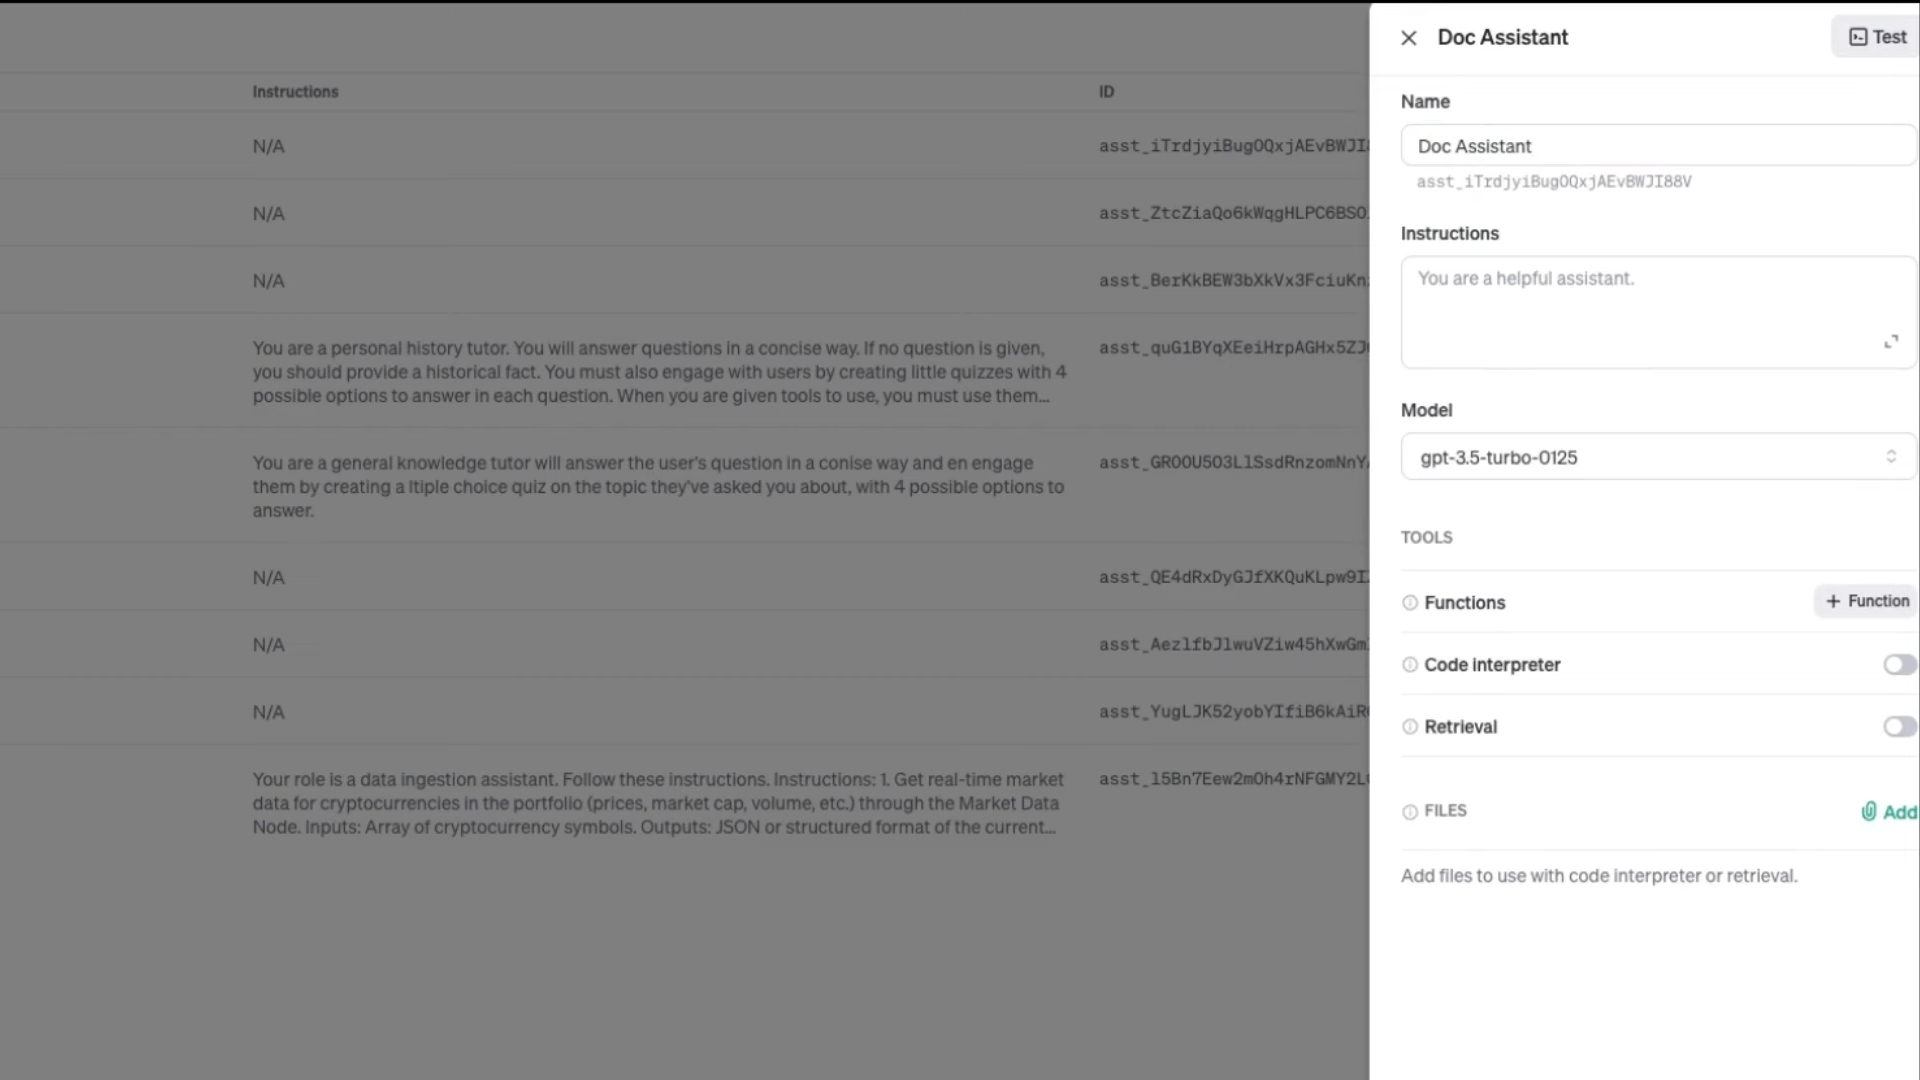 Instructions
ID
N/A
asst_iTrdjyiBugOQxjAEvBWJI
N/A
asst_ZtcZiaQo6kWqgHLPC6BSO
N/A
asst_BerKkBEW3bXkVx3FciuKn
You are a personal history tutor. You will answer questions in a concise way. If no question is given,
you should provide a historical fact. You must also engage with users by creating little quizzes with 4
possible options to answer in each question. When you are given tools to use, you must use them...
asst_quG1BYqXEeiHrpAGHx5ZJ
You are a general knowledge tutor will answer the user's question in a conise way and en engage
them by creating a ltiple choice quiz on the topic they've asked you about, with 4 possible options to
answer.
asst_GROOU5O3LlSsdRnzomNnY
N/A
asst_QE4dRxDyGJfXKQuKLpw9I
N/A
asst_AezlfbJlwuVZiw45hXwGm
N/A
asst_YugLJK52yobYIfiB6kAiR
Your role is a data ingestion assistant. Follow these instructions. Instructions: 1. Get real-time market
data for cryptocurrencies in the portfolio (prices, market cap, volume, etc.) through the Market Data
Node. Inputs: Array of cryptocurrency symbols. Outputs: JSON or structured format of the current...
asst_l5Bn7Eew2mOh4rNFGMY2L
Doc Assistant
Test
Name
Doc Assistant
asst_iTrdjyiBugOQxjAEvBWJI88V
Instructions
You are a helpful assistant.
Model
gpt-3.5-turbo-0125
TOOLS
Functions
+ Function
Code interpreter
Retrieval
FILES
Add
Add files to use with code interpreter or retrieval.